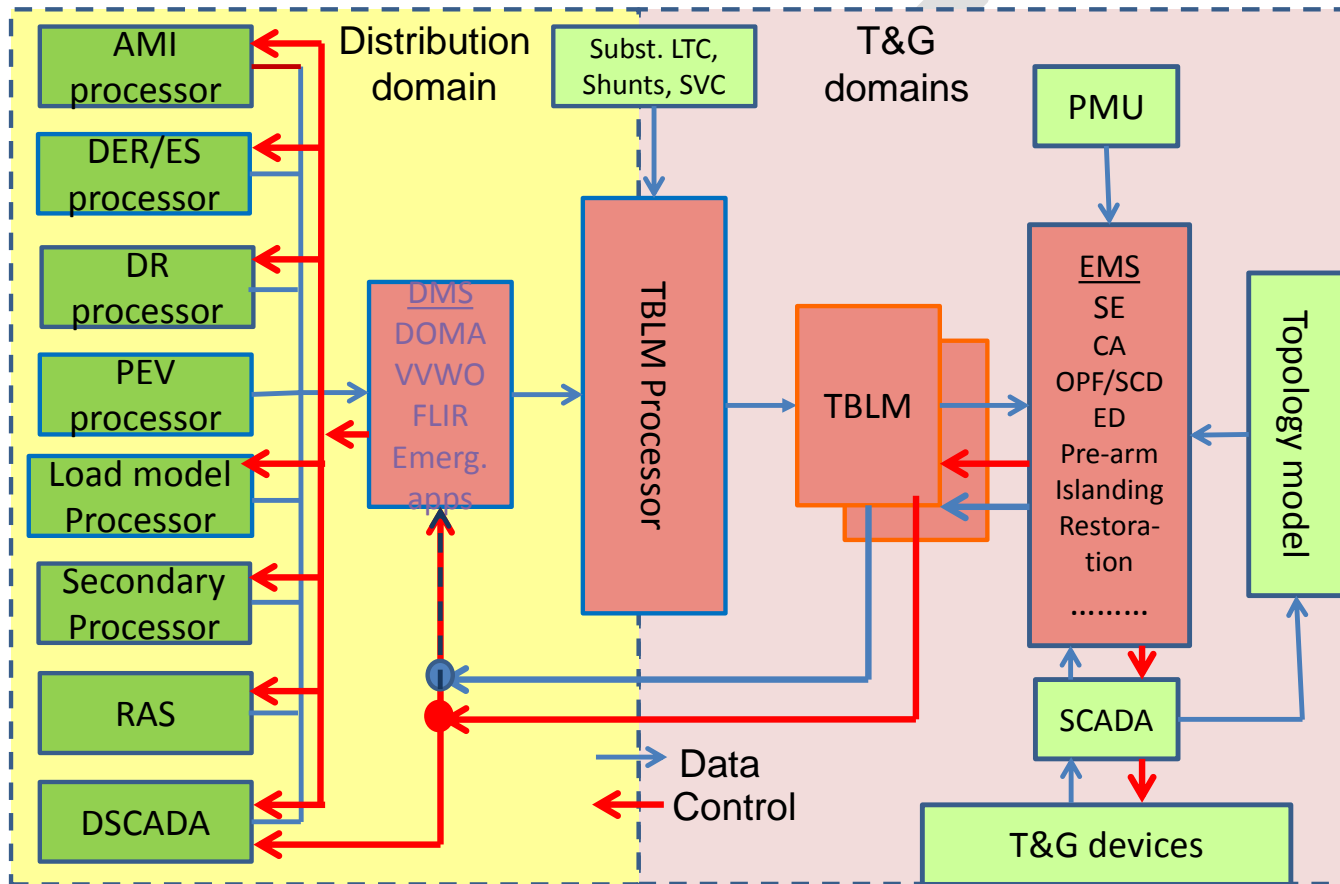 AMI
processor
DER/ES
processor
DR
processor
PEV
processor
Load model
Processor
Secondary
Processor
RAS
DSCADA
Distribution
domain
DMS
DOMA
VVWO
FLIR
Emerg.
apps
Subst. LTC,
Shunts, SVC
TBLM Processor
T&G
domains
TBLM
PMU
EMS
SE
CA
OPF/SCD
ED
Pre-arm
Islanding
Restora-
tion
………
Topology model
SCADA
T&G devices
Data
Control